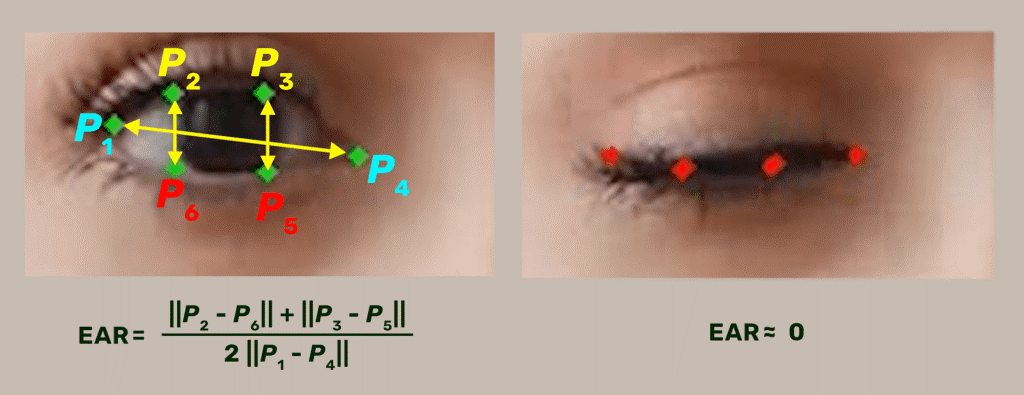 P2 P3
P1
P4
P6
P5
EAR = ||P2 - P6|| + ||P3 - P5||
2 ||P1 - P4||
EAR ≈ 0